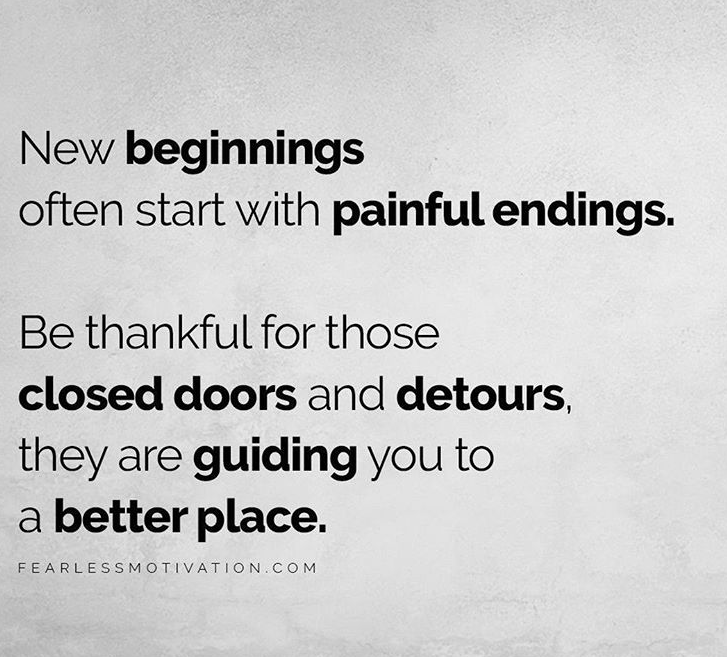 New beginnings
often start with painful endings.
Be thankful for those
closed doors and detours,
they are guiding you to
a better place.
FEARLESSMOTIVATION.COM